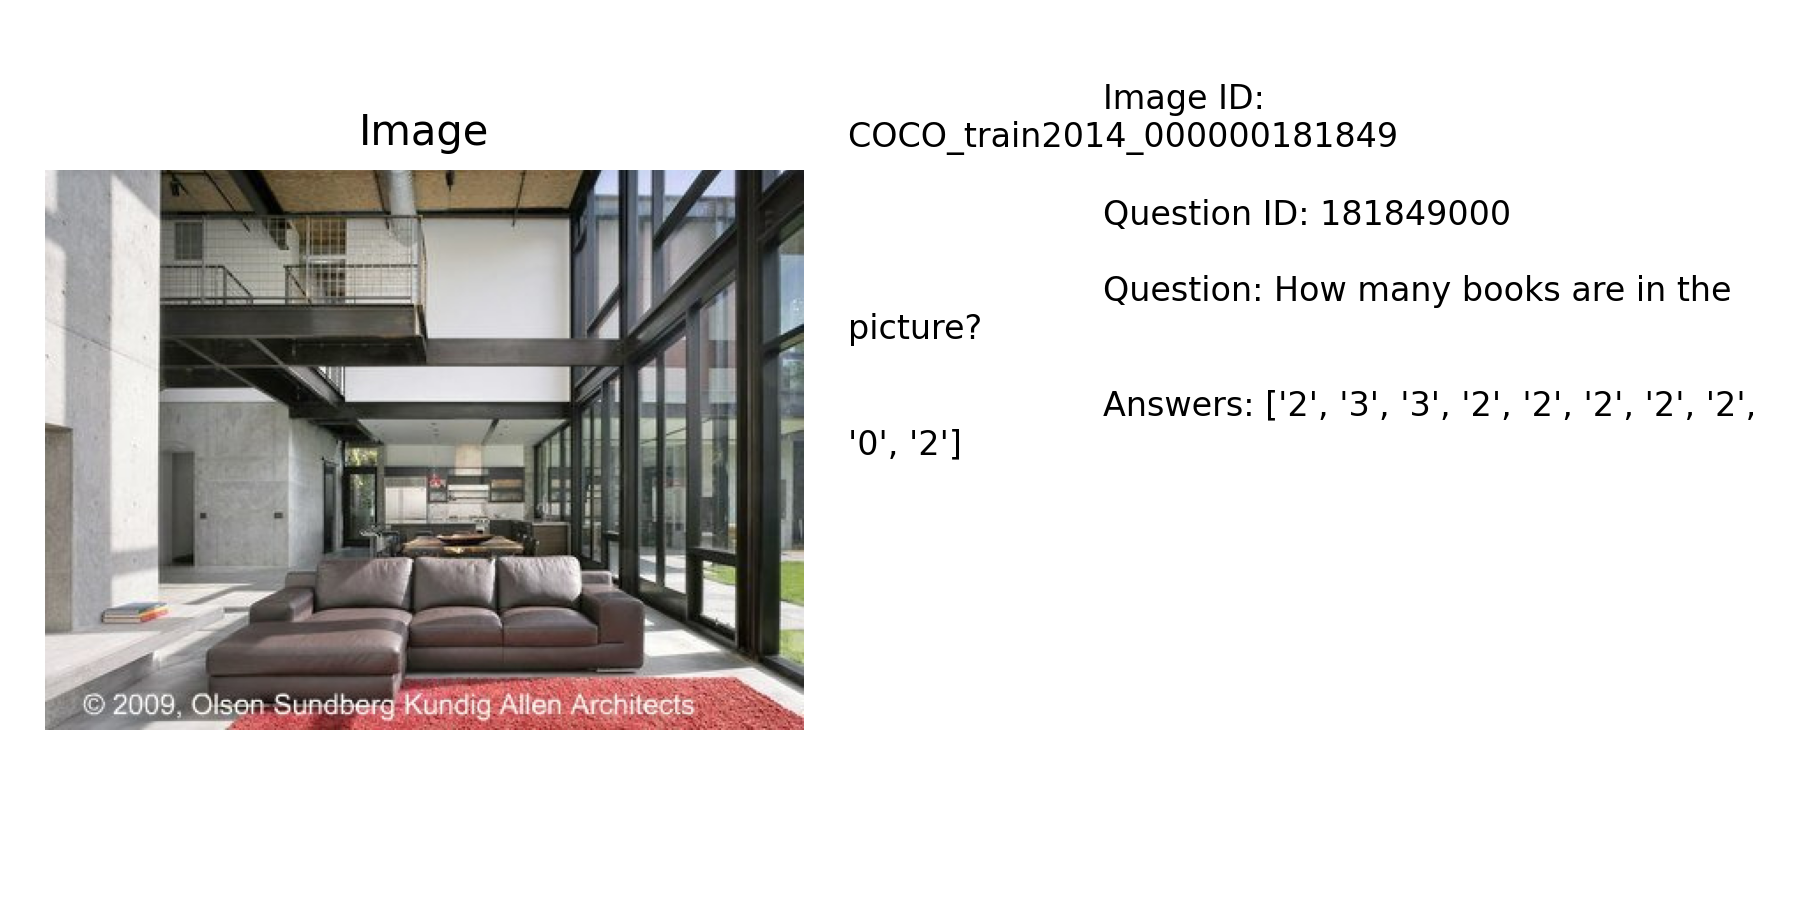 Image
© 2009, Olson Sundberg Kundig Allen Architects
Image ID:
COCO_train2014_000000181849
Question ID: 181849000
Question: How many books are in the
picture?
Answers: ['2', '3', '3', '2', '2', '2', '2', '2',
'0', '2']